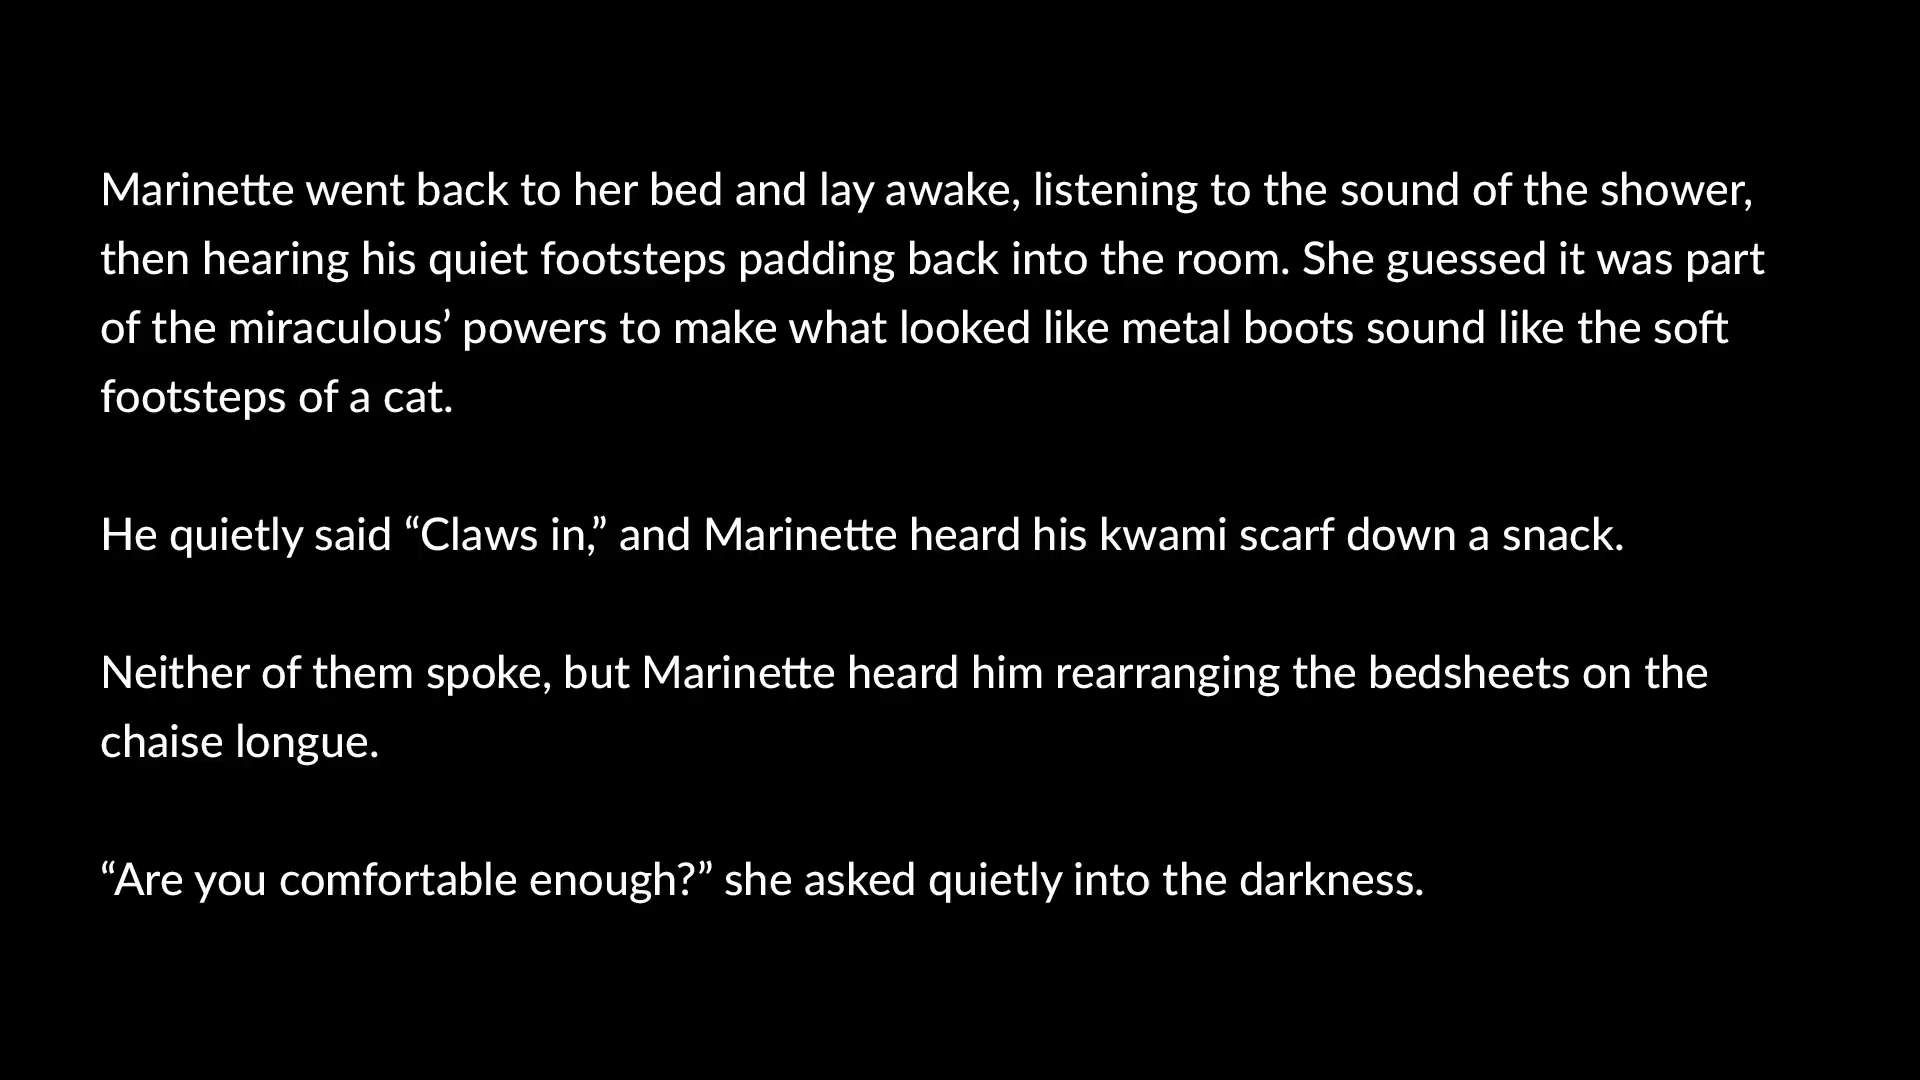 Marinette went back to her bed and lay awake, listening to the sound of the shower,
then hearing his quiet footsteps padding back into the room. She guessed it was part
of the miraculous’ powers to make what looked like metal boots sound like the soft
footsteps of a cat.
He quietly said “Claws in,” and Marinette heard his kwami scarf down a snack.
Neither of them spoke, but Marinette heard him rearranging the bedsheets on the
chaise longue.
“Are you comfortable enough?” she asked quietly into the darkness.